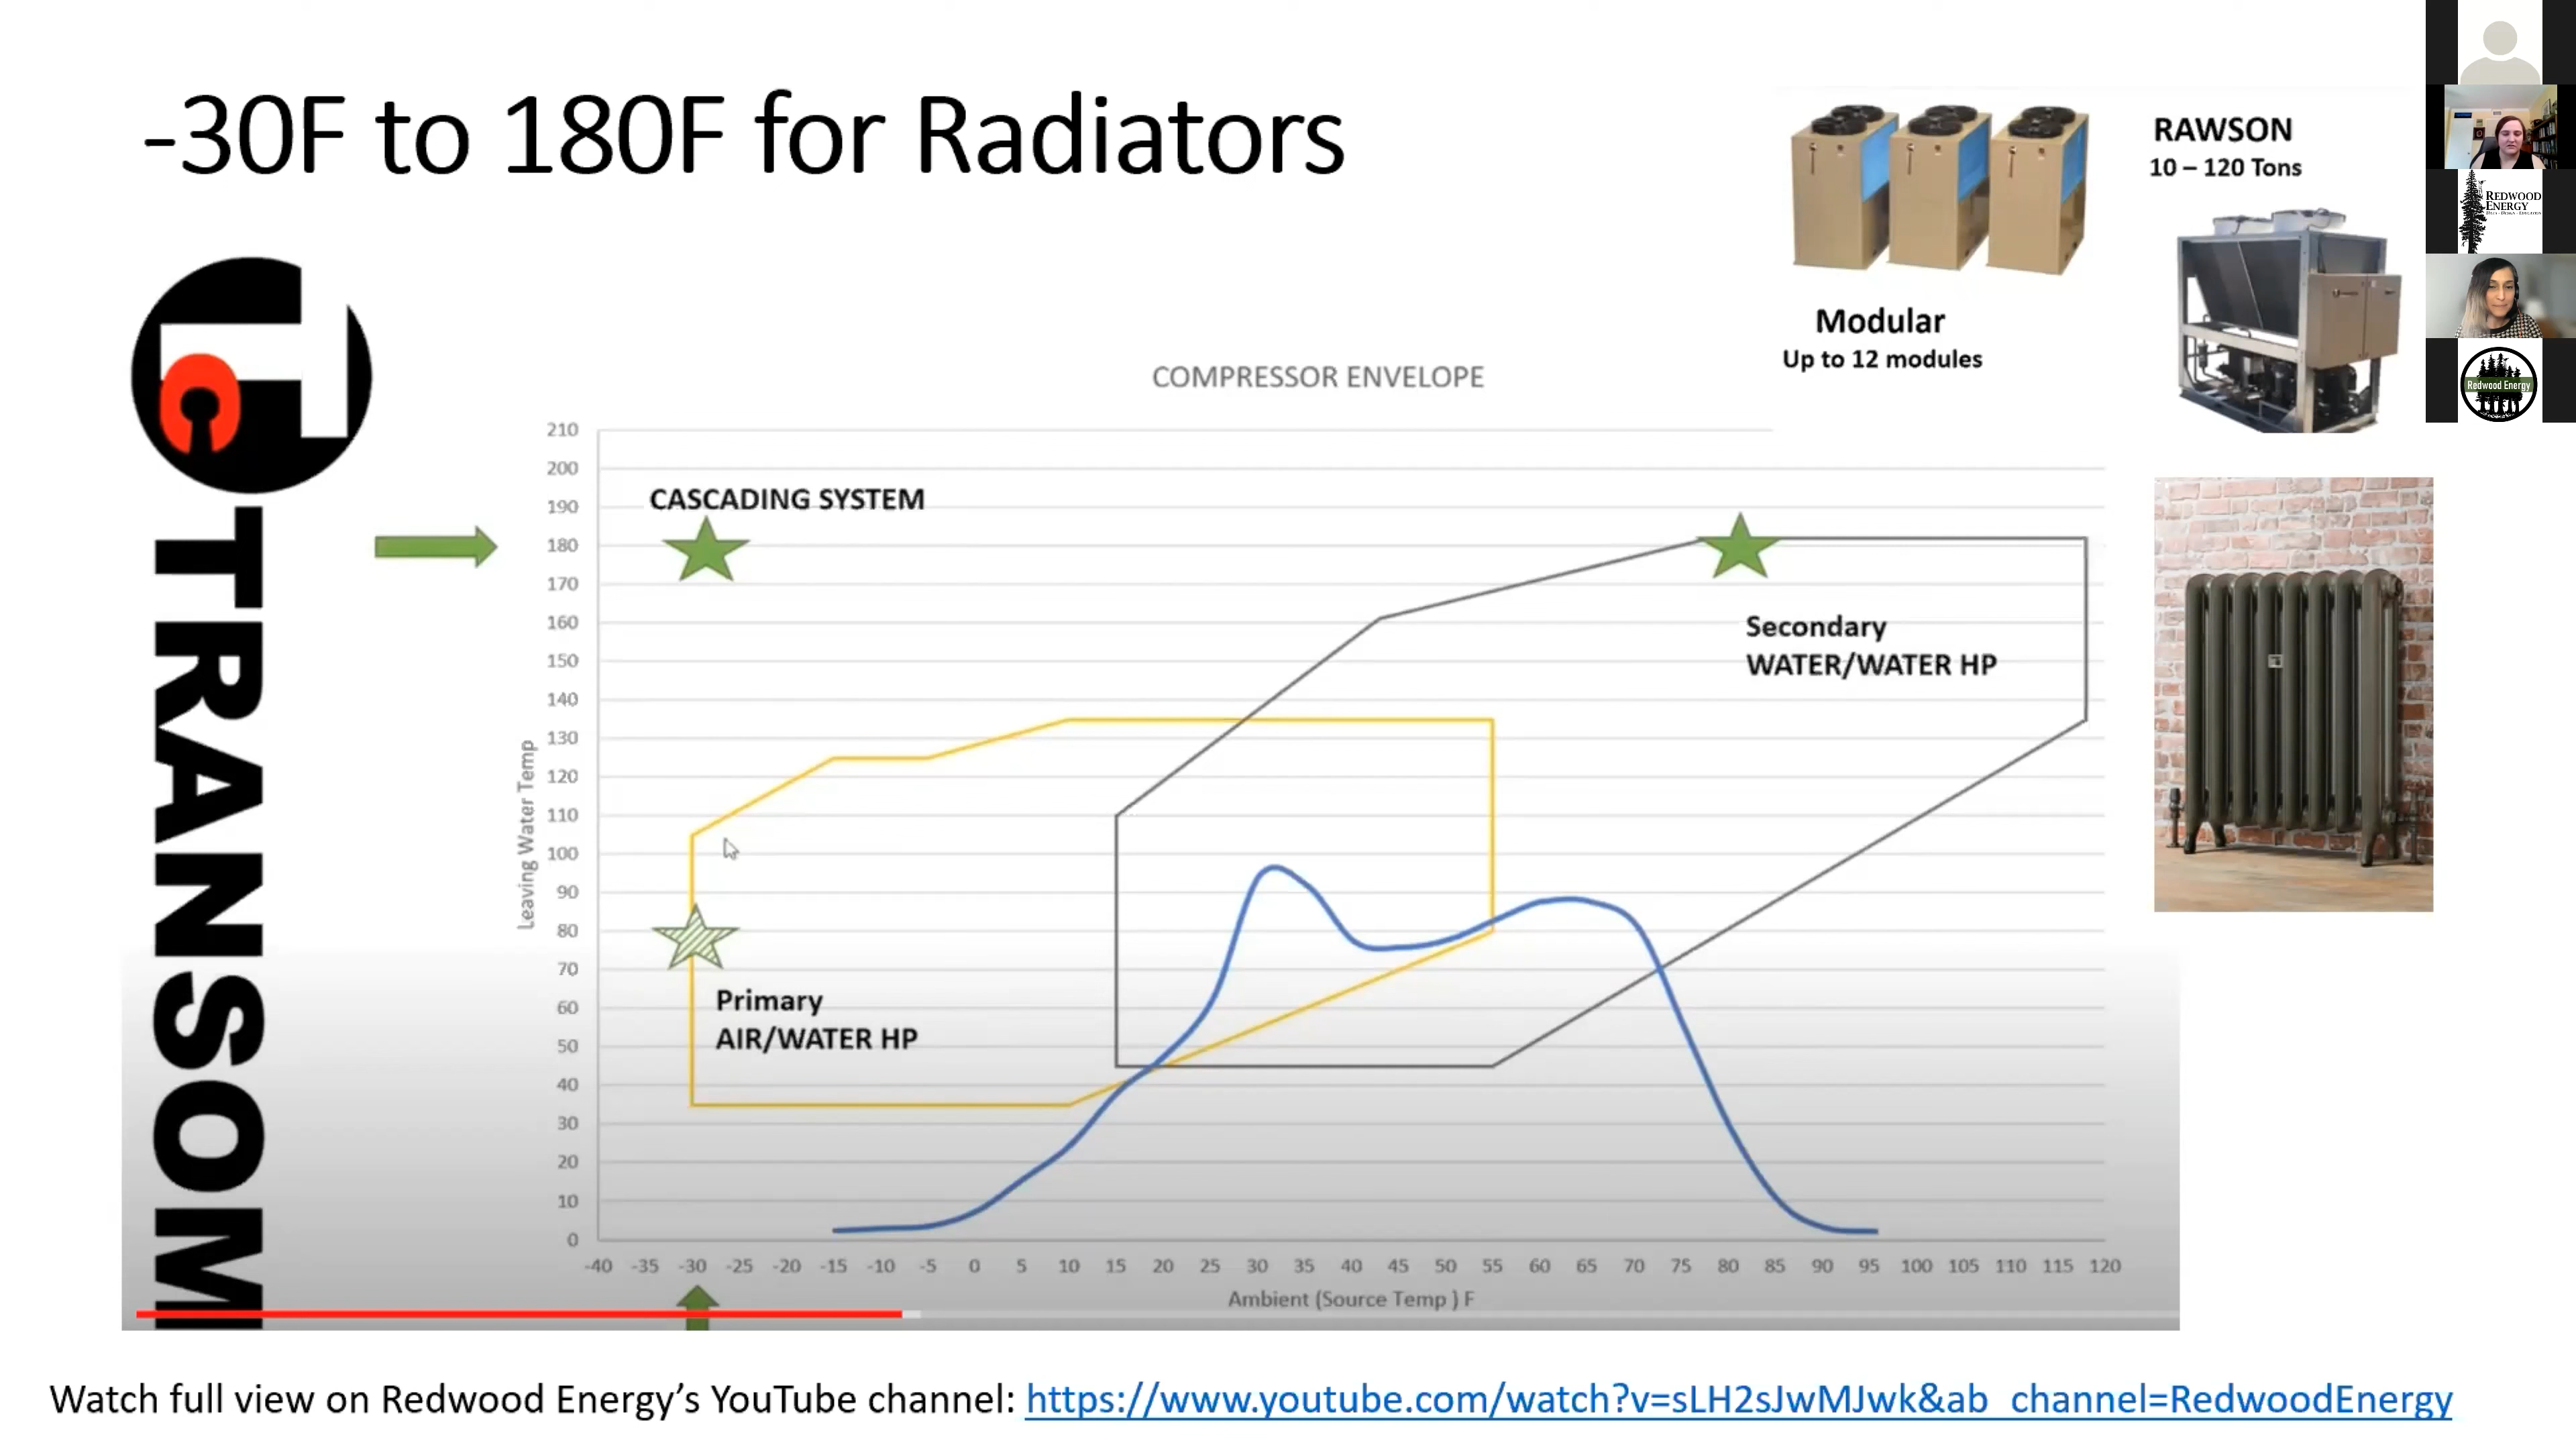 -30F to 180F for Radiators
RAWSON
10 – 120 Tons
Modular
Up to 12 modules
REDWOOD
ENERGY
Redwood Energy
TC
TRANSOM
COMPRESSOR ENVELOPE
CASCADING SYSTEM
Secondary
WATER/WATER HP
Primary
AIR/WATER HP
Leaving Water Temp
210
200
190
180
170
160
150
140
130
120
110
100
90
80
70
60
50
40
30
20
10
0
-40 -35 -30 -25 -20 -15 -10 -5 0 5 10 15 20 25 30 35 40 45 50 55 60 65 70 75 80 85 90 95 100 105 110 115 120
Ambient (Source Temp ) F
Watch full view on Redwood Energy’s YouTube channel: https://www.youtube.com/watch?v=sLH2sJwMJwk&ab_channel=RedwoodEnergy